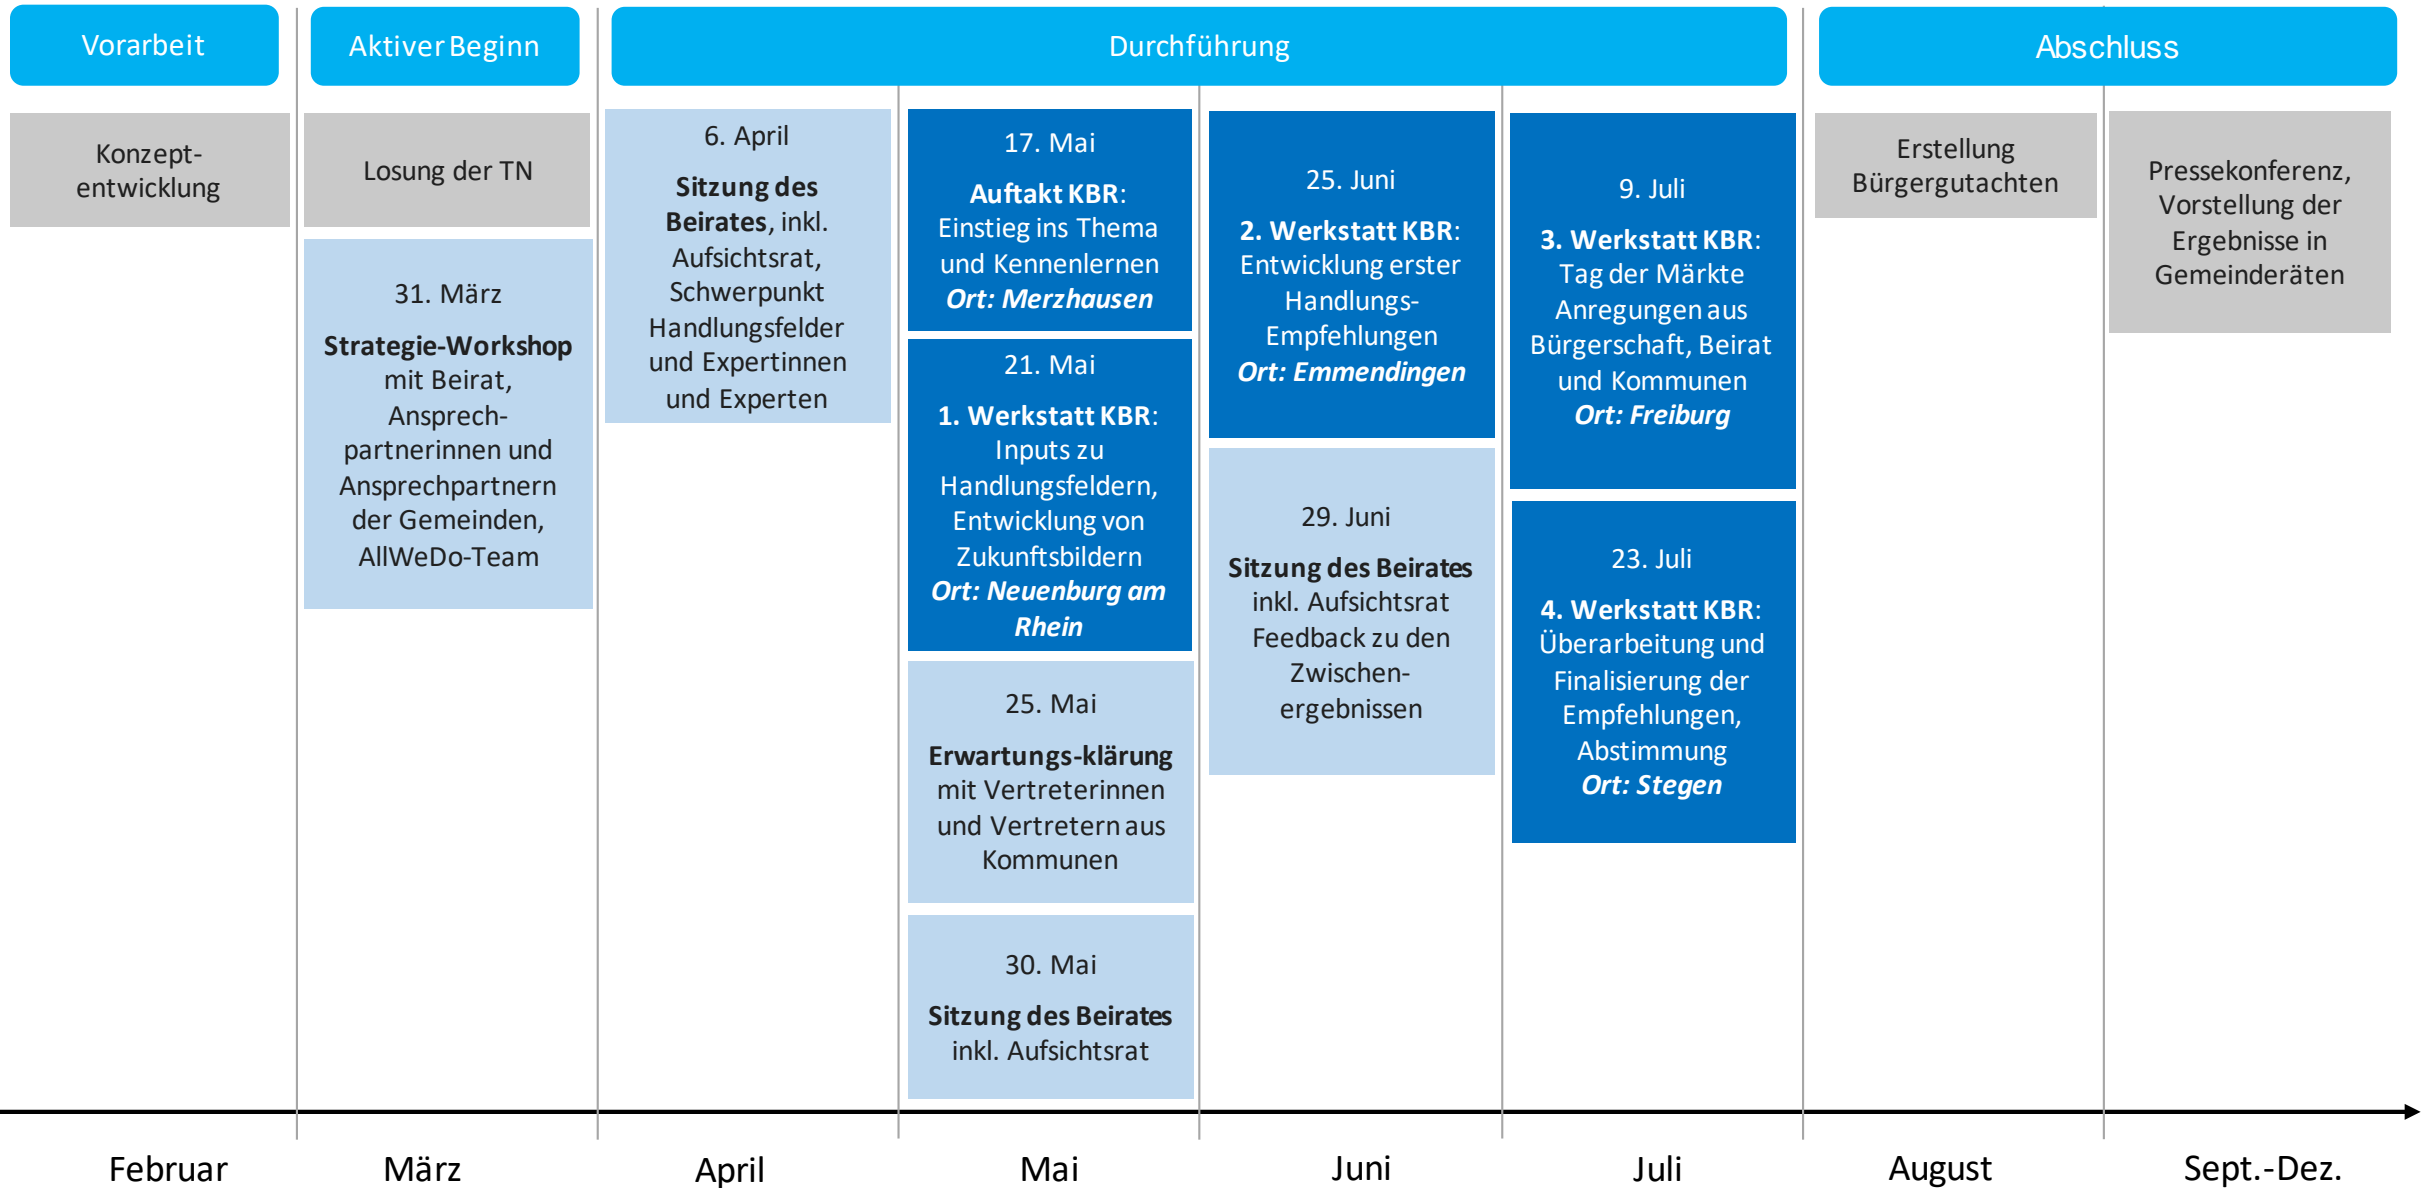 Vorarbeit
Aktiver Beginn
Durchführung
Abschluss
Konzept-
entwicklung
Losung der TN
31. März
Strategie-Workshop
mit Beirat,
Ansprech-
partnerinnen und
Ansprechpartnern
der Gemeinden,
AllWeDo-Team
6. April
Sitzung des
Beirates, inkl.
Aufsichtsrat,
Schwerpunkt
Handlungsfelder
und Expertinnen
und Experten
17. Mai
Auftakt KBR:
Einstieg ins Thema
und Kennenlernen
Ort: Merzhausen
21. Mai
1. Werkstatt KBR:
Inputs zu
Handlungsfeldern,
Entwicklung von
Zukunftsbildern
Ort: Neuenburg am
Rhein
25. Mai
Erwartungs-klärung
mit Vertreterinnen
und Vertretern aus
Kommunen
30. Mai
Sitzung des Beirates
inkl. Aufsichtsrat
25. Juni
2. Werkstatt KBR:
Entwicklung erster
Handlungs-
Empfehlungen
Ort: Emmendingen
29. Juni
Sitzung des Beirates
inkl. Aufsichtsrat
Feedback zu den
Zwischen-
ergebnissen
9. Juli
3. Werkstatt KBR:
Tag der Märkte
Anregungen aus
Bürgerschaft, Beirat
und Kommunen
Ort: Freiburg
23. Juli
4. Werkstatt KBR:
Überarbeitung und
Finalisierung der
Empfehlungen,
Abstimmung
Ort: Stegen
Erstellung
Bürgergutachten
Pressekonferenz,
Vorstellung der
Ergebnisse in
Gemeinderäten
Februar
März
April
Mai
Juni
Juli
August
Sept.-Dez.